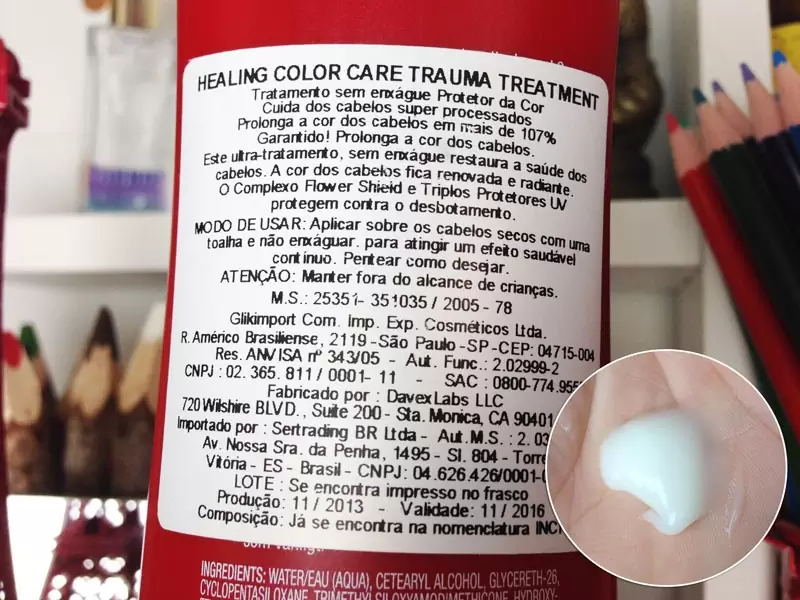 HEALING COLOR CARE TRAUMA TREATMENT
Tratamento sem enxágue Protetor da Cor
Cuida dos cabelos super processados
Prolonga a cor dos cabelos em mais de 107%
Garantido! Prolonga a cor dos cabelos.
Este ultra-tratamento, sem enxágue restaura a saúde dos
cabelos. A cor dos cabelos fica renovada e radiante.
O Complexo Flower Shield e Triplos Protetores UV
protegem contra o desbotamento.
MODO DE USAR: Aplicar sobre os cabelos secos com uma
toalha e não enxáguar. para atingir um efeito saudável
contínuo. Pentear como desejar.
ATENÇÃO: Manter fora do alcance de crianças.
M.S.: 25351- 351035 / 2005 - 78
Glikimport Com. Imp. Exp. Cosméticos Ltda.
R. Américo Brasiliense, 2119 -São Paulo -SP -CEP: 04715-004
Res. ANVISA nº 343/05 - Aut. Func.: 2.02999-2
CNPJ : 02. 365. 811 / 0001- 11 - SAC : 0800-774.955
Fabricado por : DavexLabs LLC
720 Wilshire BLVD. , Suite 200 - Sta. Monica, CA 90401
Importado por : Sertrading BR Ltda - Aut.M.S. : 2. 03
Av. Nossa Sra. da Penha, 1495 - Sl. 804 - Torre
Vitória - ES - Brasil - CNPJ: 04.626.426/0001-0
LOTE : Se encontra impresso no frasco
Produção: 11 / 2013 - Validade: 11 / 2016
Composição: Já se encontra na nomenclatura INC
INGREDIENTS: WATER/EAU (AQUA), CETEARYL ALCOHOL, GLYCERETH-26,
CYCLOPENTASILOXANE, TRIMETHYLSILOXYAMODIMETHICONE, HYDROXY-